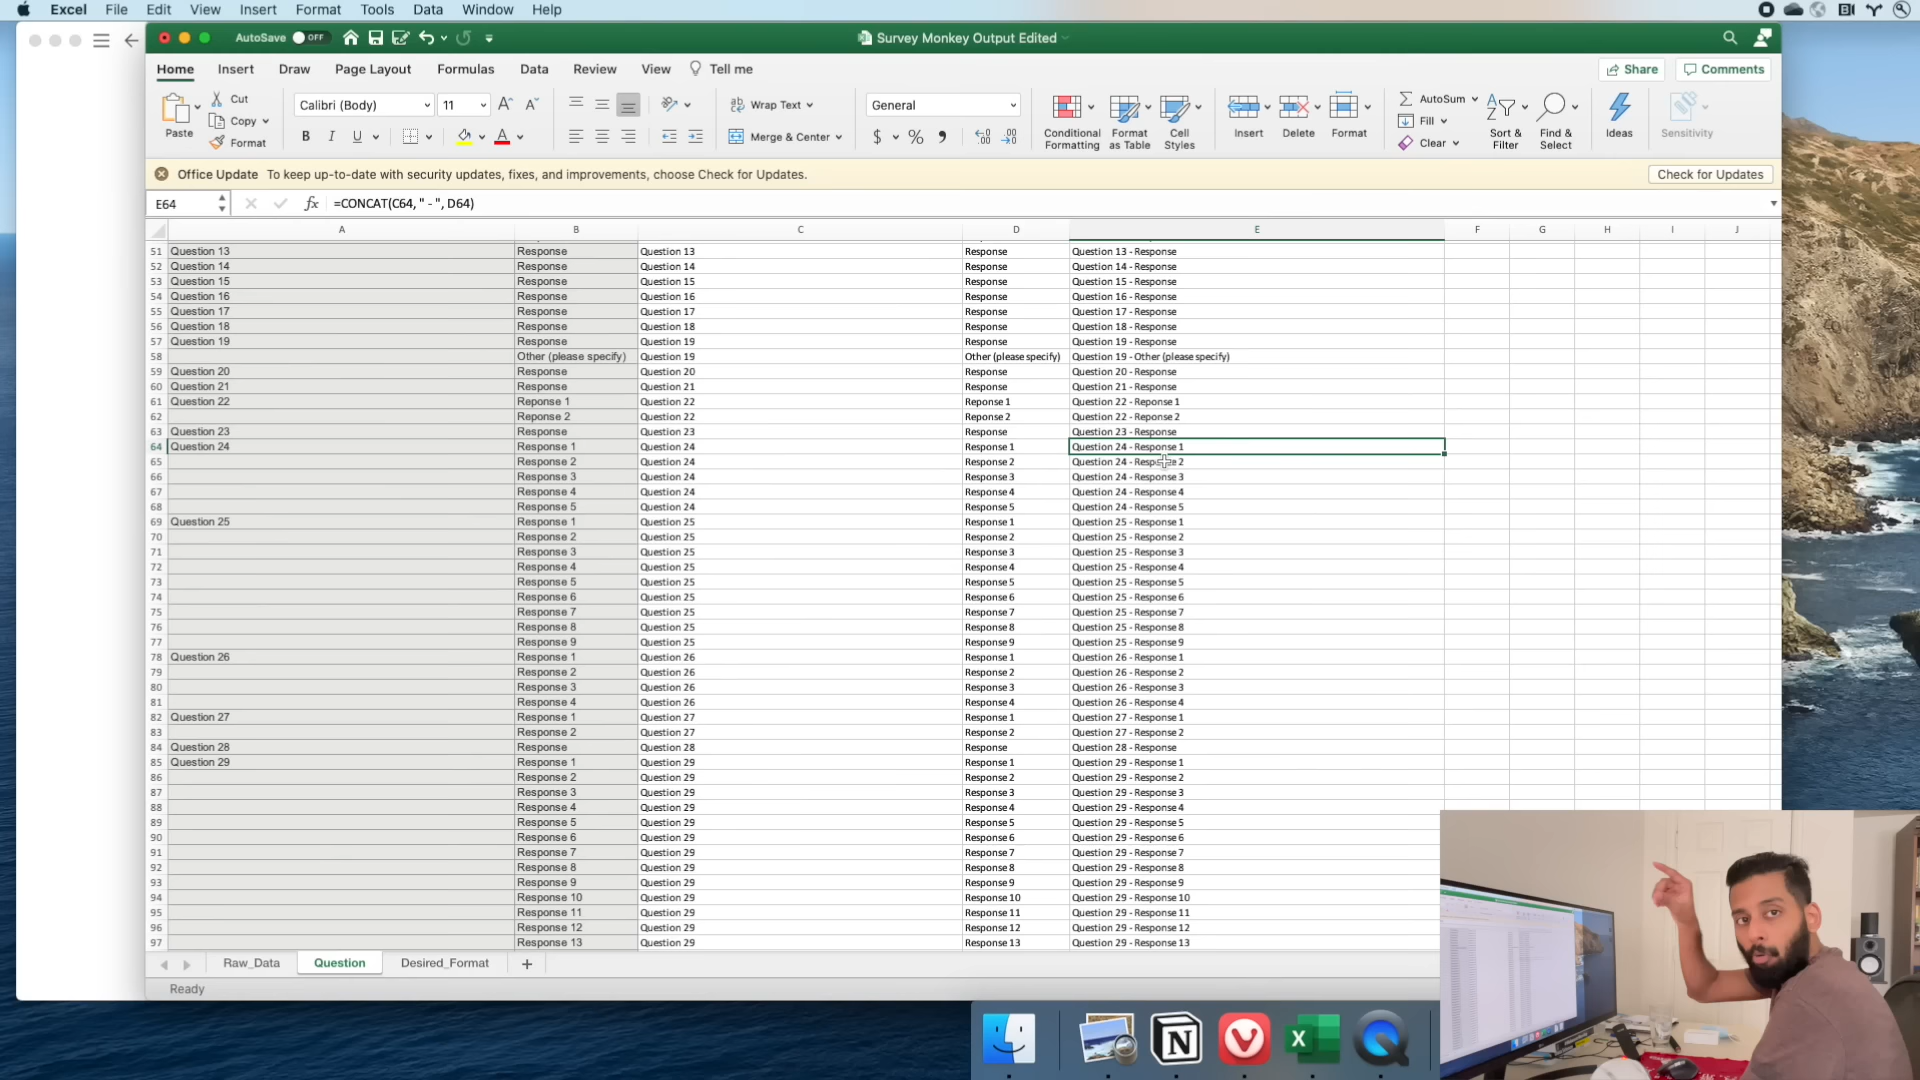 Excel File Edit View Insert Format Tools Data Window Help
AutoSave OFF Survey Monkey Output Edited
Home Insert Draw Page Layout Formulas Data Review View Tell me Share Comments
Paste Cut Copy Format
Calibri (Body) 11
B I U
Wrap Text
Merge & Center
General
$ % ,
Conditional Formatting
Format as Table
Cell Styles
Insert Delete Format
AutoSum
Fill
Clear
Sort & Filter
Find & Select
Ideas
Sensitivity
Office Update To keep up-to-date with security updates, fixes, and improvements, choose Check for Updates. Check for Updates
E64 fx =CONCAT(C64, " - ", D64)
A B C D E F G H I J
51 Question 13 Response Question 13 Response Question 13 - Response
52 Question 14 Response Question 14 Response Question 14 - Response
53 Question 15 Response Question 15 Response Question 15 - Response
54 Question 16 Response Question 16 Response Question 16 - Response
55 Question 17 Response Question 17 Response Question 17 - Response
56 Question 18 Response Question 18 Response Question 18 - Response
57 Question 19 Response Question 19 Response Question 19 - Response
58 Other (please specify) Question 19 Other (please specify) Question 19 - Other (please specify)
59 Question 20 Response Question 20 Response Question 20 - Response
60 Question 21 Response Question 21 Response Question 21 - Response
61 Question 22 Reponse 1 Question 22 Reponse 1 Question 22 - Reponse 1
62 Reponse 2 Question 22 Reponse 2 Question 22 - Reponse 2
63 Question 23 Response Question 23 Response Question 23 - Response
64 Question 24 Response 1 Question 24 Response 1 Question 24 - Response 1
65 Response 2 Question 24 Response 2 Question 24 - Response 2
66 Response 3 Question 24 Response 3 Question 24 - Response 3
67 Response 4 Question 24 Response 4 Question 24 - Response 4
68 Response 5 Question 24 Response 5 Question 24 - Response 5
69 Question 25 Response 1 Question 25 Response 1 Question 25 - Response 1
70 Response 2 Question 25 Response 2 Question 25 - Response 2
71 Response 3 Question 25 Response 3 Question 25 - Response 3
72 Response 4 Question 25 Response 4 Question 25 - Response 4
73 Response 5 Question 25 Response 5 Question 25 - Response 5
74 Response 6 Question 25 Response 6 Question 25 - Response 6
75 Response 7 Question 25 Response 7 Question 25 - Response 7
76 Response 8 Question 25 Response 8 Question 25 - Response 8
77 Response 9 Question 25 Response 9 Question 25 - Response 9
78 Question 26 Response 1 Question 26 Response 1 Question 26 - Response 1
79 Response 2 Question 26 Response 2 Question 26 - Response 2
80 Response 3 Question 26 Response 3 Question 26 - Response 3
81 Response 4 Question 26 Response 4 Question 26 - Response 4
82 Question 27 Response 1 Question 27 Response 1 Question 27 - Response 1
83 Response 2 Question 27 Response 2 Question 27 - Response 2
84 Question 28 Response Question 28 Response Question 28 - Response
85 Question 29 Response 1 Question 29 Response 1 Question 29 - Response 1
86 Response 2 Question 29 Response 2 Question 29 - Response 2
87 Response 3 Question 29 Response 3 Question 29 - Response 3
88 Response 4 Question 29 Response 4 Question 29 - Response 4
89 Response 5 Question 29 Response 5 Question 29 - Response 5
90 Response 6 Question 29 Response 6 Question 29 - Response 6
91 Response 7 Question 29 Response 7 Question 29 - Response 7
92 Response 8 Question 29 Response 8 Question 29 - Response 8
93 Response 9 Question 29 Response 9 Question 29 - Response 9
94 Response 10 Question 29 Response 10 Question 29 - Response 10
95 Response 11 Question 29 Response 11 Question 29 - Response 11
96 Response 12 Question 29 Response 12 Question 29 - Response 12
97 Response 13 Question 29 Response 13 Question 29 - Response 13
Raw_Data Question Desired_Format +
Ready